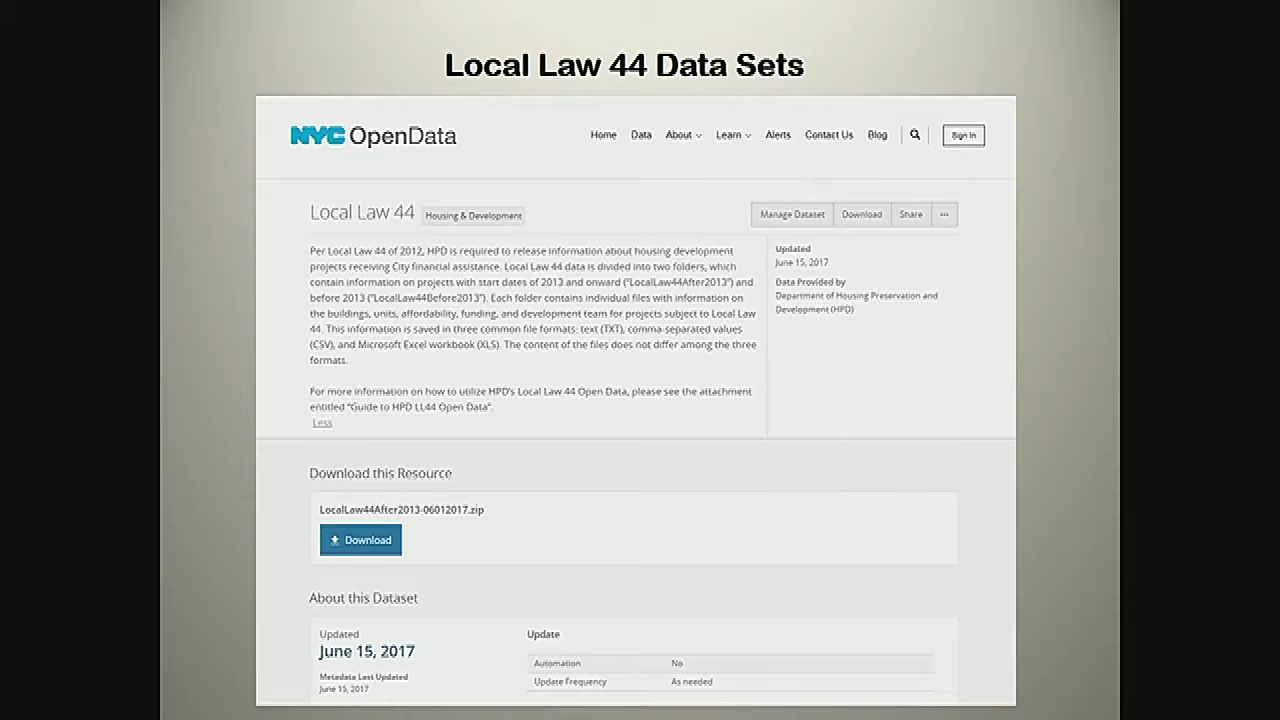 Local Law 44 Data Sets
NYC OpenData
Home Data About Learn Alerts Contact Us Blog Sign In
Local Law 44 Housing & Development
Manage Dataset Download Share ...
Per Local Law 44 of 2012, HPD is required to release information about housing development
projects receiving City financial assistance. Local Law 44 data is divided into two folders, which
contain information on projects with start dates of 2013 and onward ("LocalLaw44After2013") and
before 2013 ("LocalLaw44Before2013"). Each folder contains individual files with information on
the buildings, units, affordability, funding, and development team for projects subject to Local Law
44. This information is saved in three common file formats: text (TXT), comma-separated values
(CSV), and Microsoft Excel workbook (XLS). The content of the files does not differ among the three
formats.
For more information on how to utilize HPD's Local Law 44 Open Data, please see the attachment
entitled "Guide to HPD LL44 Open Data".
Less
Updated
June 15, 2017
Data Provided by
Department of Housing Preservation and
Development (HPD)
Download this Resource
LocalLaw44After2013-06012017.zip
Download
About this Dataset
Updated
June 15, 2017
Metadata Last Updated
June 15, 2017
Update
Automation No
Update Frequency As needed